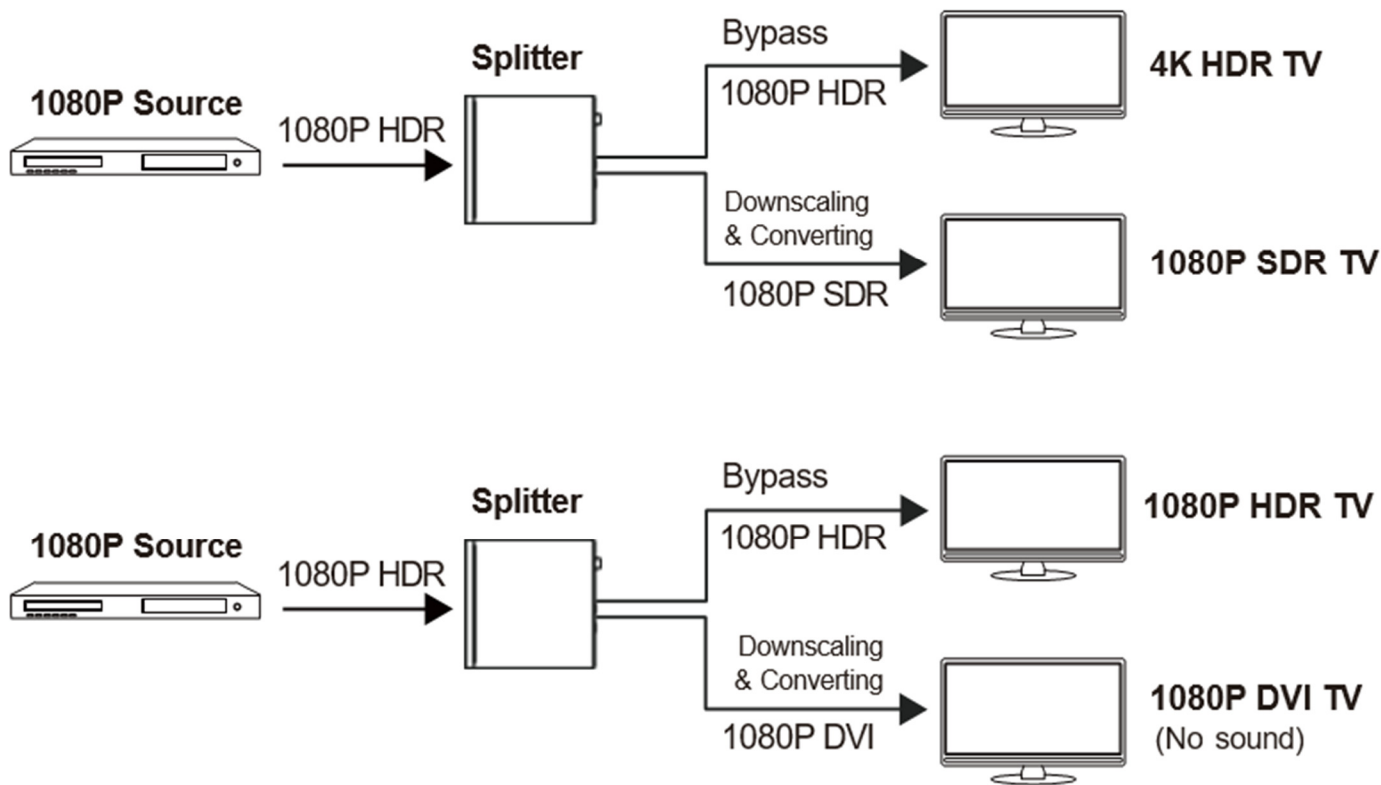 Splitter
1080P Source
1080P HDR
Bypass
1080P HDR
4K HDR TV
Downscaling
& Converting
1080P SDR
1080P SDR TV
Splitter
1080P Source
1080P HDR
Bypass
1080P HDR
1080P HDR TV
Downscaling
& Converting
1080P DVI
1080P DVI TV
(No sound)